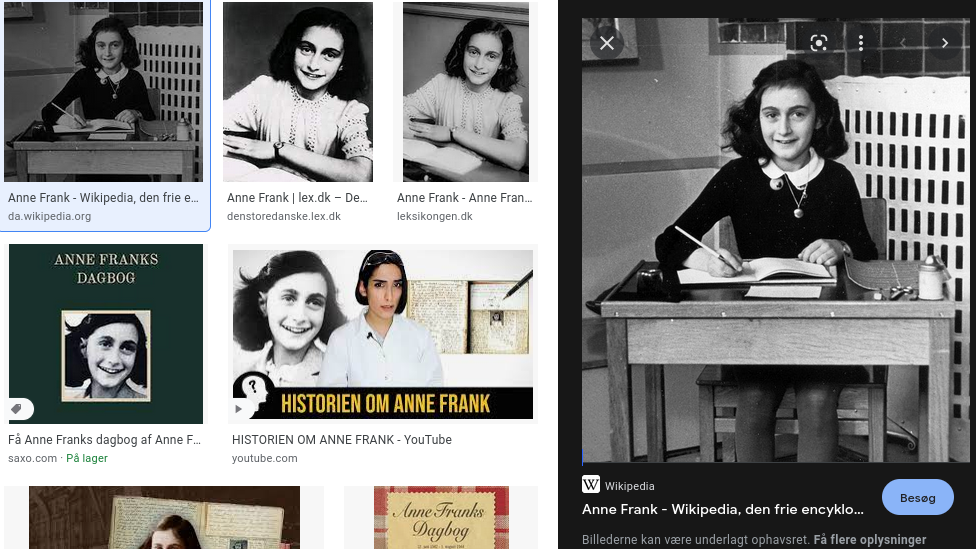 Anne Frank - Wikipedia, den frie e...
da.wikipedia.org
Anne Frank | lex.dk – De...
denstoredanske.lex.dk
Anne Frank - Anne Fran...
leksikongen.dk
ANNE FRANKS
DAGBOG
Få Anne Franks dagbog af Anne F...
saxo.com · På lager
?
HISTORIEN OM ANNE FRANK
HISTORIEN OM ANNE FRANK - YouTube
youtube.com
Anne Franks
Dagbog
W Wikipedia
Anne Frank - Wikipedia, den frie encyklo...
Besøg
Billederne kan være underlagt ophavsret. Få flere oplysninger